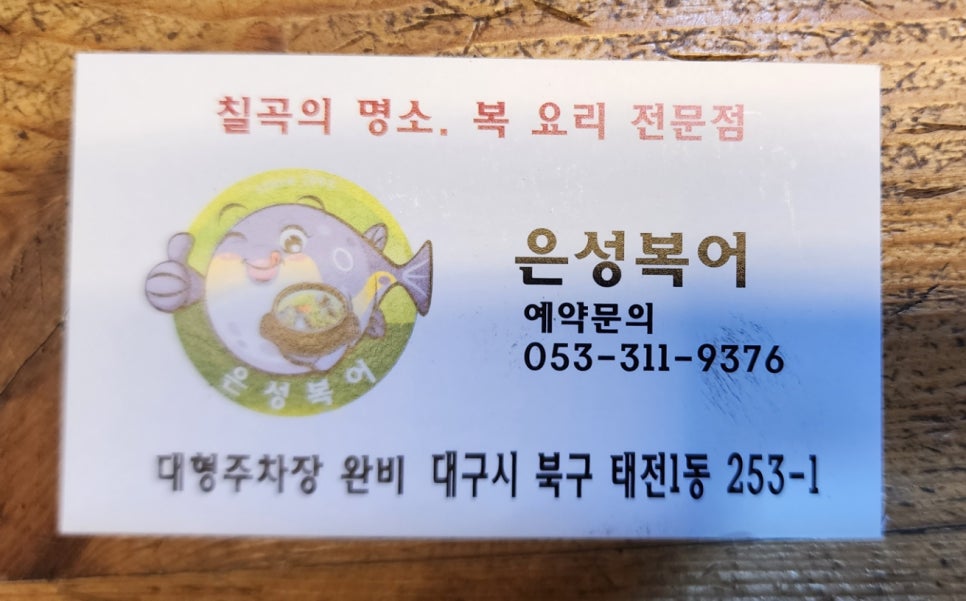 칠곡의 명소. 복 요리 전문점
은성복어
예약문의
053-311-9376
은성복어
대형주차장 완비 대구시 북구 태전1동 253-1